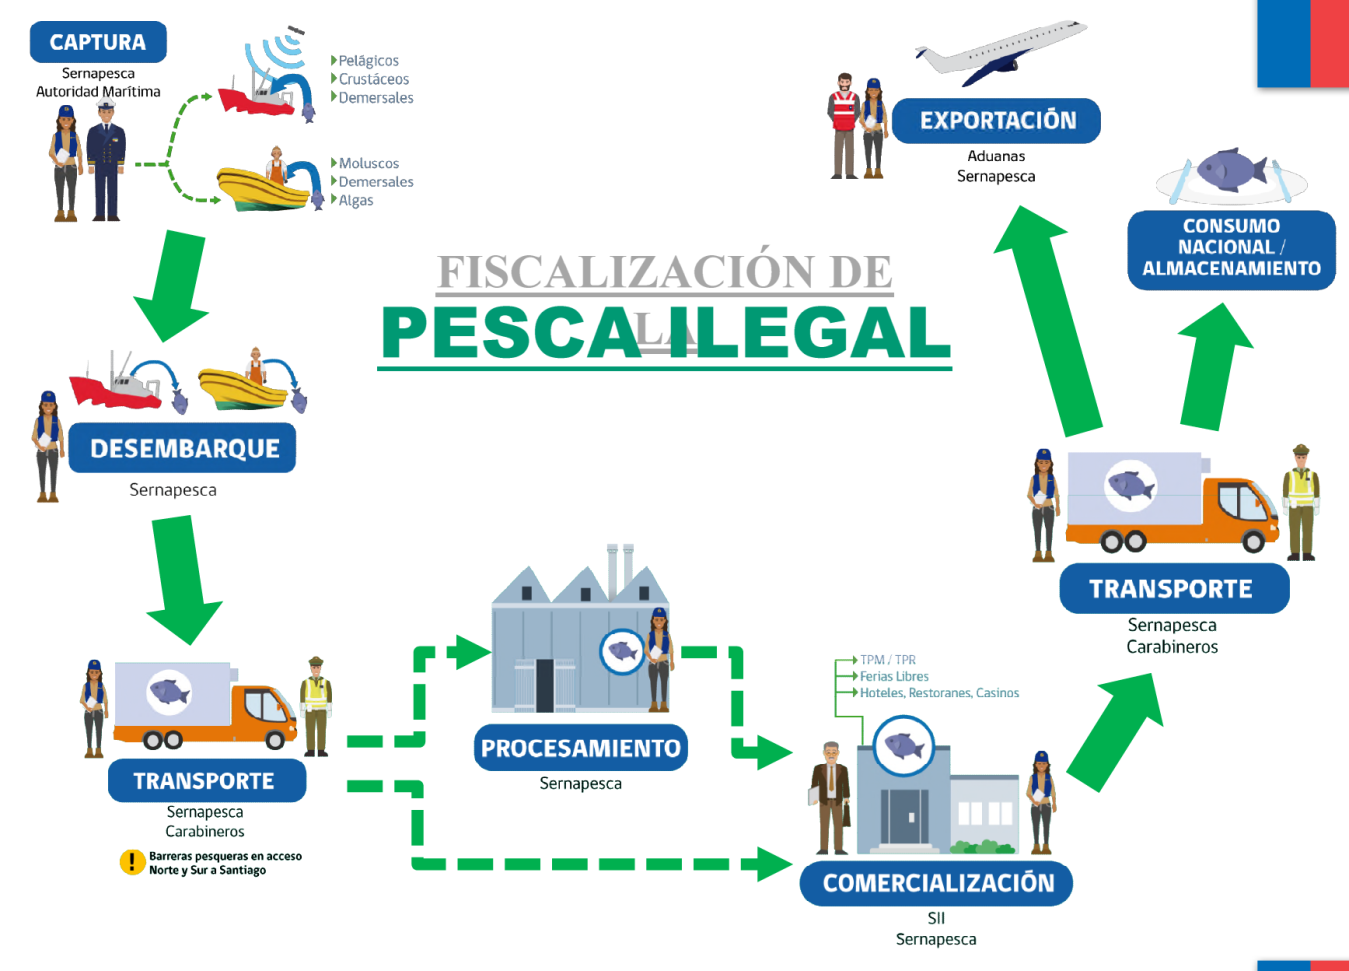 CAPTURA
Sernapesca
Autoridad Marítima
Pelágicos
Crustáceos
Demersales
Moluscos
Demersales
Algas
EXPORTACIÓN
Aduanas
Sernapesca
CONSUMO
NACIONAL /
ALMACENAMIENTO
FISCALIZACIÓN DE
LA
PESCA ILEGAL
DESEMBARQUE
Sernapesca
TRANSPORTE
Sernapesca
Carabineros
! Barreras pesqueras en acceso
Norte y Sur a Santiago
PROCESAMIENTO
Sernapesca
TPM / TPR
Ferias Libres
Hoteles, Restoranes, Casinos
COMERCIALIZACIÓN
SII
Sernapesca
TRANSPORTE
Sernapesca
Carabineros